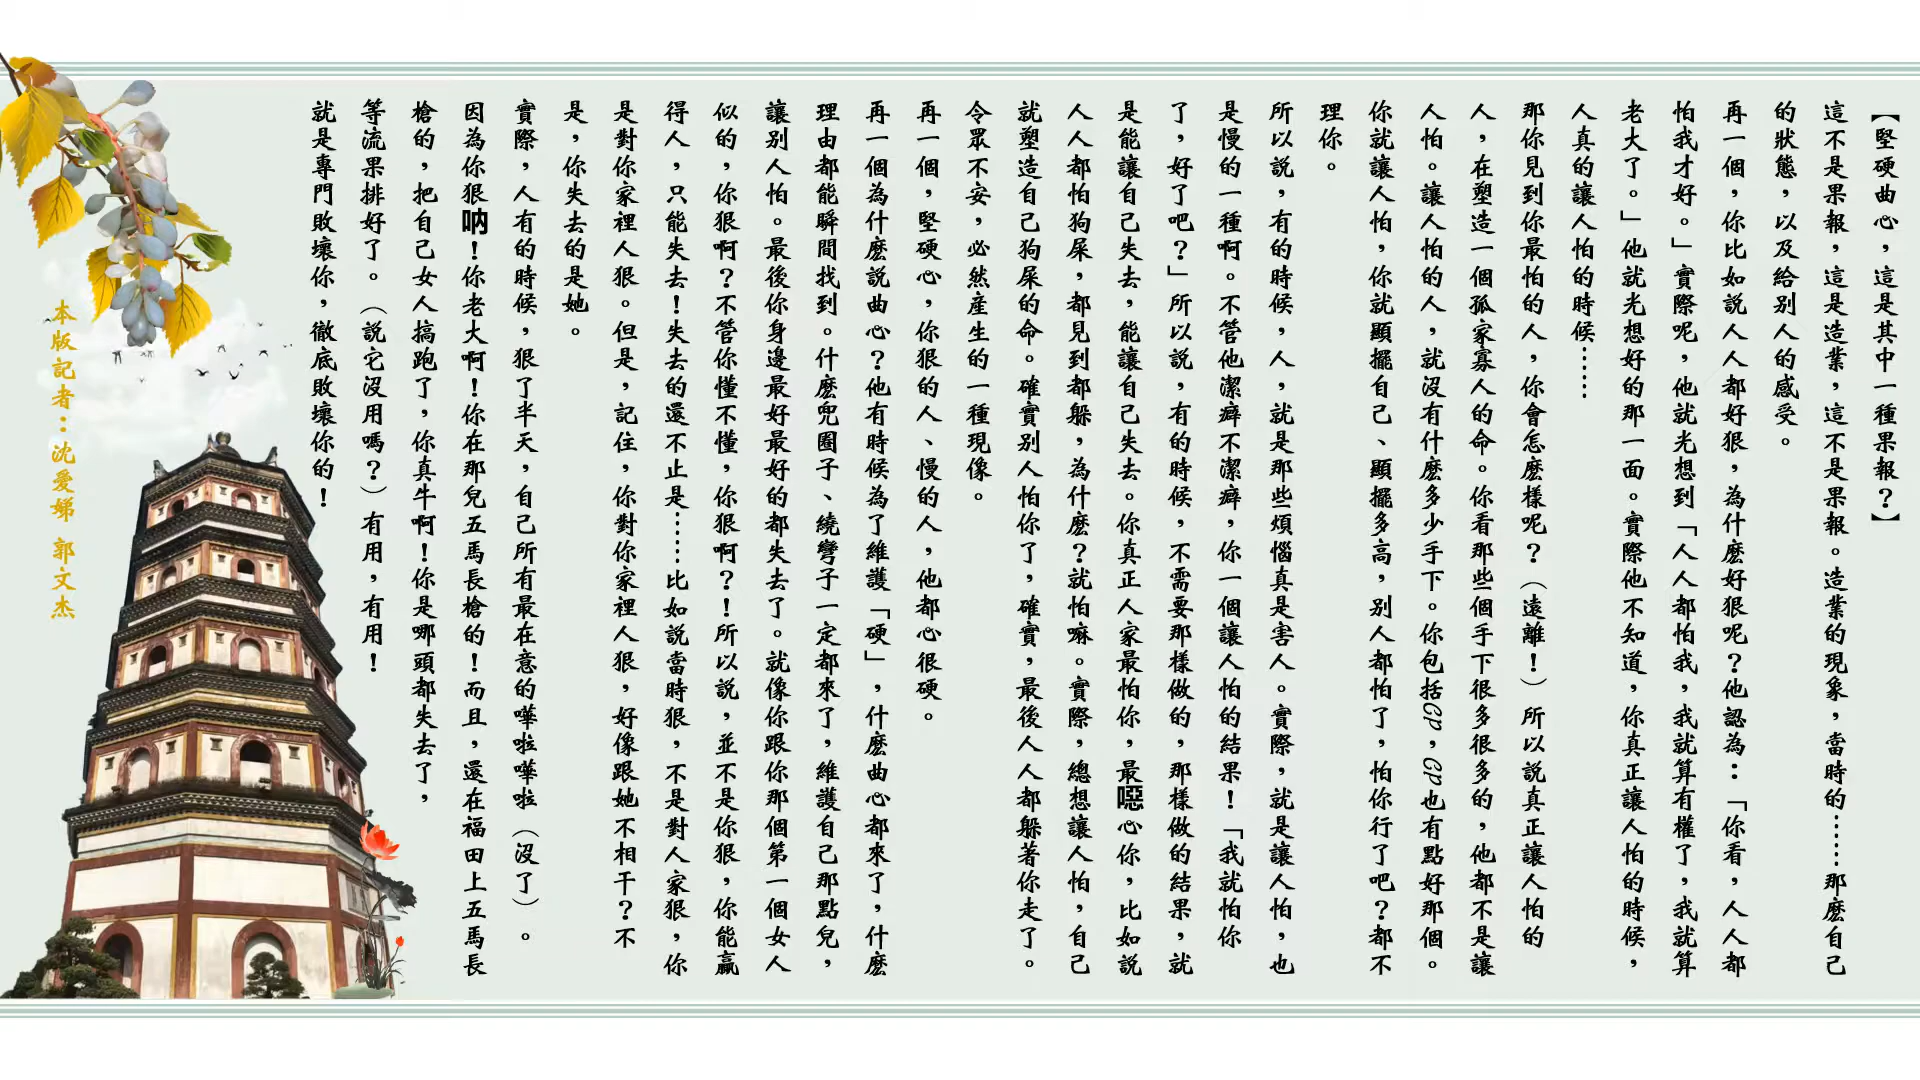 【堅硬曲心，這是其中一種果報？】
這不是果報，這是造業，這不是果報。造業的現象，當時的……那麼自己
的狀態，以及給別人的感受。
再一個，你比如說人人都好狠，為什麼好狠呢？他認為：「你看，人人都
怕我才好。」實際呢，他就光想到「人人都怕我，我就算有權了，我就算
老大了。」他就光想好的那一面。實際他不知道，你真正讓人怕的時候，
人真的讓人怕的時候……
那你見到你最怕的人，你會怎麼樣呢？（遠離！）所以說真正讓人怕的
人，在塑造一個孤家寡人的命。你看那些個手下很多很多的，他都不是讓
人怕。讓人怕的人，就沒有什麼多少手下。你包括GP，GP也有點好那個。
你就讓人怕，你就顯擺自己、顯擺多高，別人都怕了，怕你行了吧？都不
理你。
所以說，有的時候，人，就是那些煩惱真是害人。實際，就是讓人怕，也
是慢的一種啊。不管他潔癖不潔癖，你一個讓人怕的結果！「我就怕你
了，好了吧？」所以說，有的時候，不需要那樣做的，那樣做的結果，就
是能讓自己失去，能讓自己失去。你真正人家最怕你，最噁心你，比如說
人人都怕狗屎，都見到都躲，為什麼？就怕嘛。實際，總想讓人怕，自己
就塑造自己狗屎的命。確實別人怕你了，確實，最後人人都躲著你走了。
令眾不安，必然產生的一種現像。
再一個，堅硬心，你狠的人、慢的人，他都心很硬。
再一個為什麼說曲心？他有時候為了維護「硬」，什麼曲心都來了，什麼
理由都能瞬間找到。什麼兜圈子、繞彎子一定都來了，維護自己那點兒，
讓別人怕。最後你身邊最好最好的都失去了。就像你跟你那個第一個女人
似的，你狠啊？不管你懂不懂，你狠啊？！所以說，並不是你狠，你能贏
得人，只能失去！失去的還不止是……比如說當時狠，不是對人家狠，你
是對你家裡人狠。但是，記住，你對你家裡人狠，好像跟她不相干？不
是，你失去的是她。
實際，人有的時候，狠了半天，自己所有最在意的嘩啦嘩啦（沒了）。
因為你狠吶！你老大啊！你在那兒五馬長槍的！而且，還在福田上五馬長
槍的，把自己女人搞跑了，你真牛啊！你是哪頭都失去了，
等流果排好了。（說它沒用嗎？）有用，有用！
就是專門敗壞你，徹底敗壞你的！
本版記者：沈愛娣 郭文杰